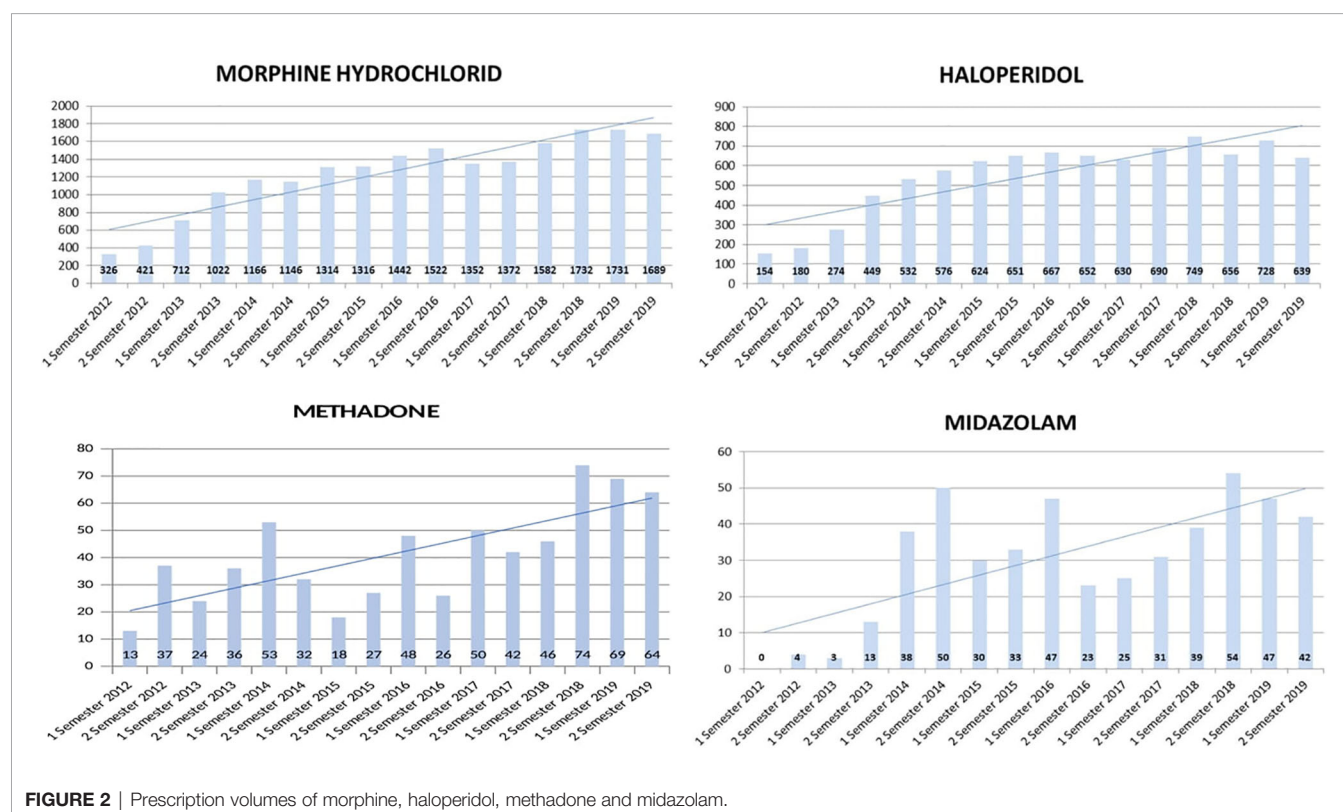 MORPHINE HYDROCHLORID
2000
1800
1600
1400
1200
1000
800
600
400
200
0
326 421 712 1022 1166 1146 1314 1316 1442 1522 1352 1372 1582 1732 1731 1689
1 Semester 2012
2 Semester 2012
1 Semester 2013
2 Semester 2013
1 Semester 2014
2 Semester 2014
1 Semester 2015
2 Semester 2015
1 Semester 2016
2 Semester 2016
1 Semester 2017
2 Semester 2017
1 Semester 2018
2 Semester 2018
1 Semester 2019
2 Semester 2019
HALOPERIDOL
900
800
700
600
500
400
300
200
100
0
154 180 274 449 532 576 624 651 667 652 630 690 749 656 728 639
1 Semester 2012
2 Semester 2012
1 Semester 2013
2 Semester 2013
1 Semester 2014
2 Semester 2014
1 Semester 2015
2 Semester 2015
1 Semester 2016
2 Semester 2016
1 Semester 2017
2 Semester 2017
1 Semester 2018
2 Semester 2018
1 Semester 2019
2 Semester 2019
METHADONE
80
70
60
50
40
30
20
10
0
13 37 24 36 53 32 18 27 48 26 50 42 46 74 69 64
1 Semester 2012
2 Semester 2012
1 Semester 2013
2 Semester 2013
1 Semester 2014
2 Semester 2014
1 Semester 2015
2 Semester 2015
1 Semester 2016
2 Semester 2016
1 Semester 2017
2 Semester 2017
1 Semester 2018
2 Semester 2018
1 Semester 2019
2 Semester 2019
MIDAZOLAM
60
50
40
30
20
10
0
0 4 3 13 38 50 30 33 47 23 25 31 39 54 47 42
1 Semester 2012
2 Semester 2012
1 Semester 2013
2 Semester 2013
1 Semester 2014
2 Semester 2014
1 Semester 2015
2 Semester 2015
1 Semester 2016
2 Semester 2016
1 Semester 2017
2 Semester 2017
1 Semester 2018
2 Semester 2018
1 Semester 2019
2 Semester 2019
FIGURE 2 | Prescription volumes of morphine, haloperidol, methadone and midazolam.